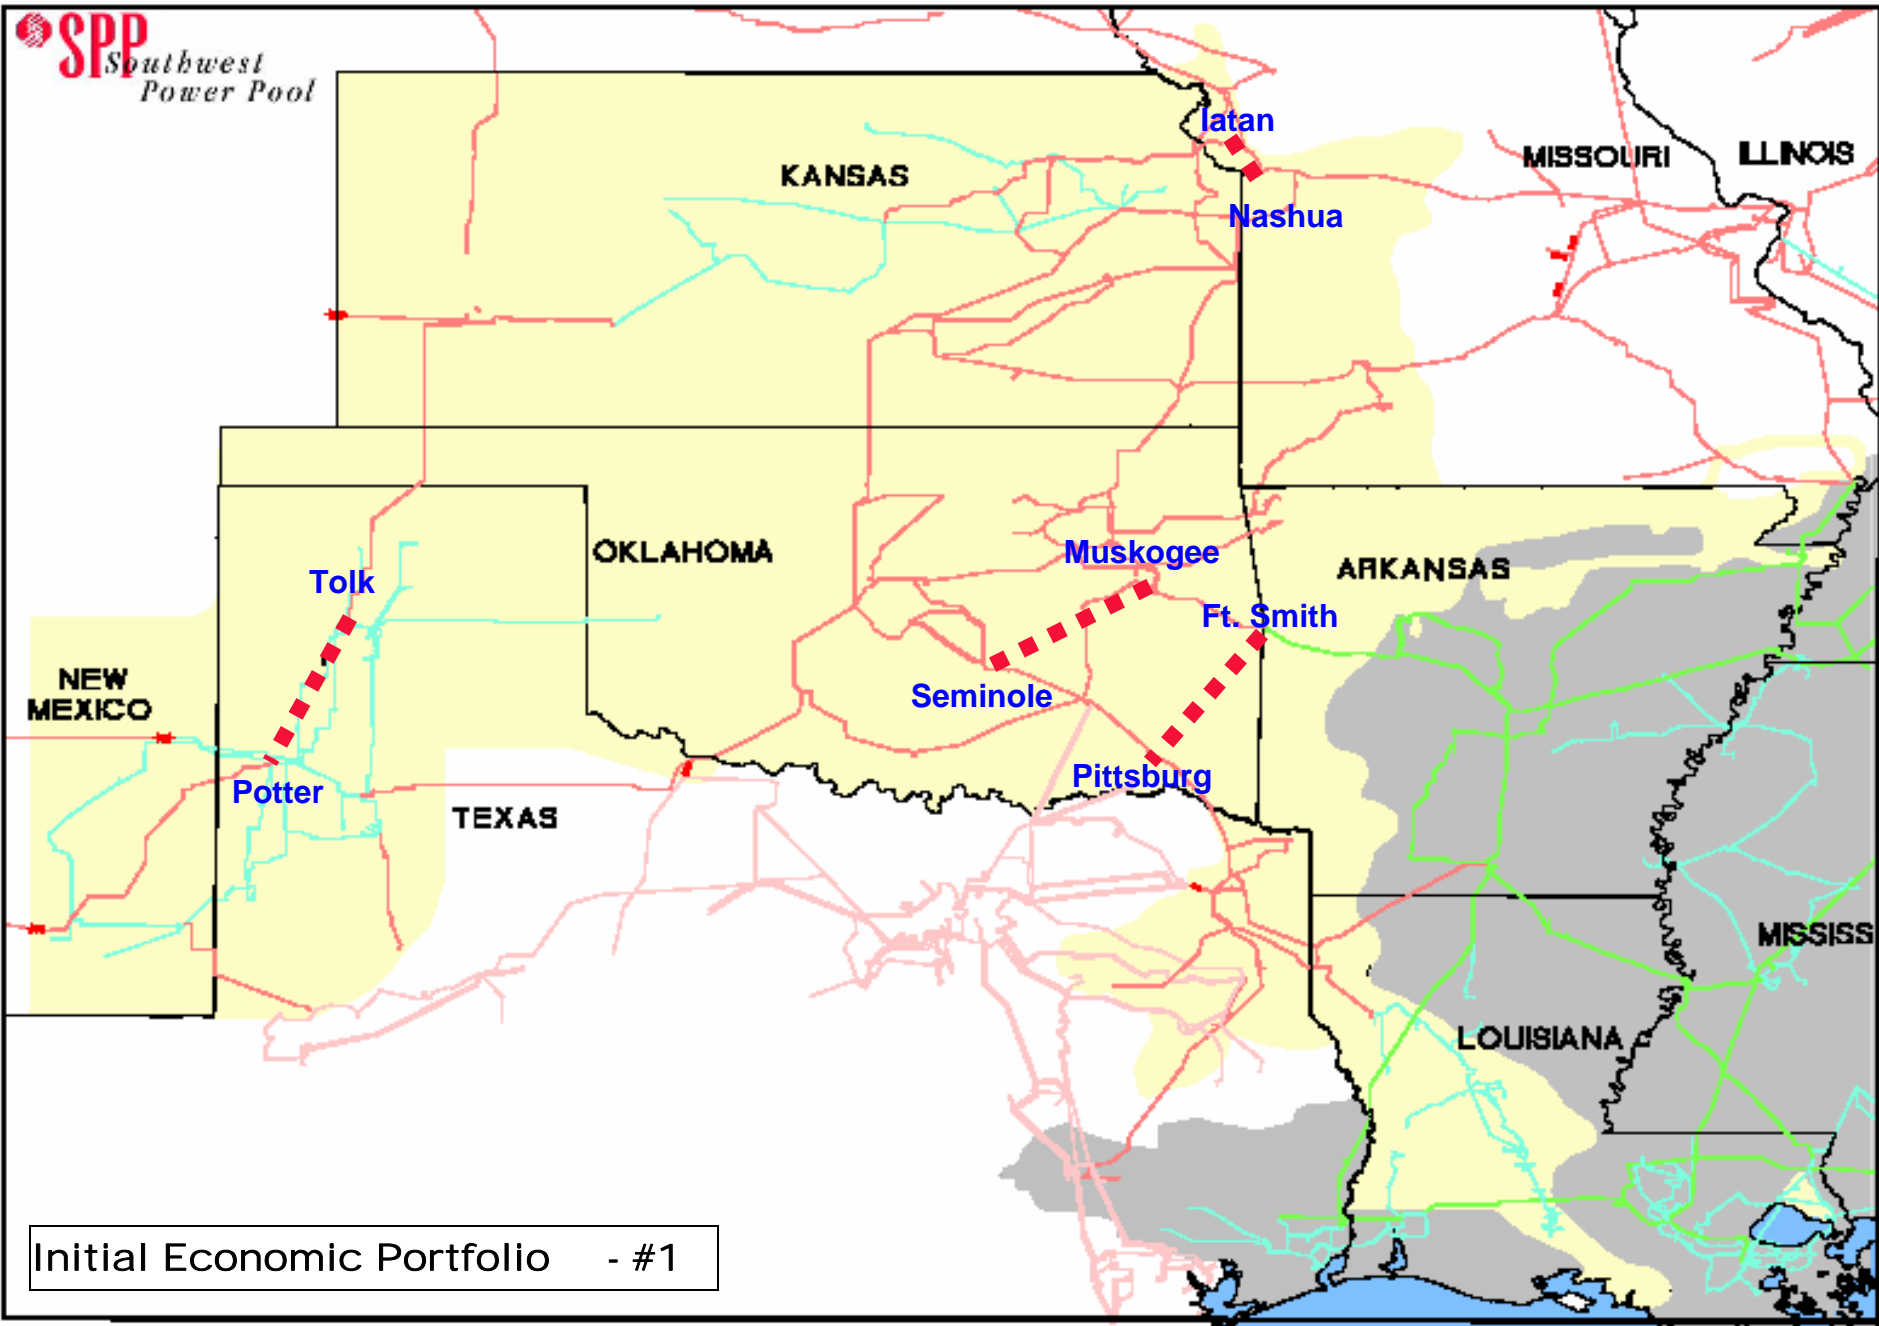 SPP
Southwest
Power Pool
Iatan
KANSAS
MISSOURI
ILLINOIS
Nashua
OKLAHOMA
Muskogee
ARKANSAS
Tolk
Ft. Smith
NEW
MEXICO
Seminole
Potter
Pittsburg
TEXAS
MISSISS
LOUISIANA
Initial Economic Portfolio - #1